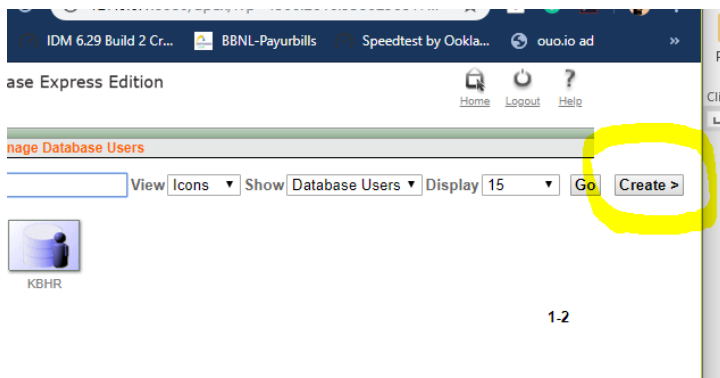 IDM 6.29 Build 2 Cr... BBNL-Payurbills Speedtest by Ookla... ouo.io ad »
ase Express Edition
Home Logout Help
nage Database Users
View Icons Show Database Users Display 15 Go Create >
KBHR
1-2